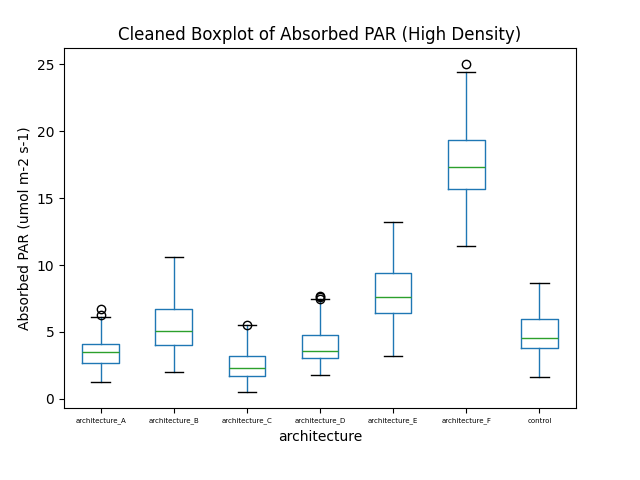 Cleaned Boxplot of Absorbed PAR (High Density)
Absorbed PAR (umol m-2 s-1)
25
20
15
10
5
0
architecture_A architecture_B architecture_C architecture_D architecture_E architecture_F control
architecture